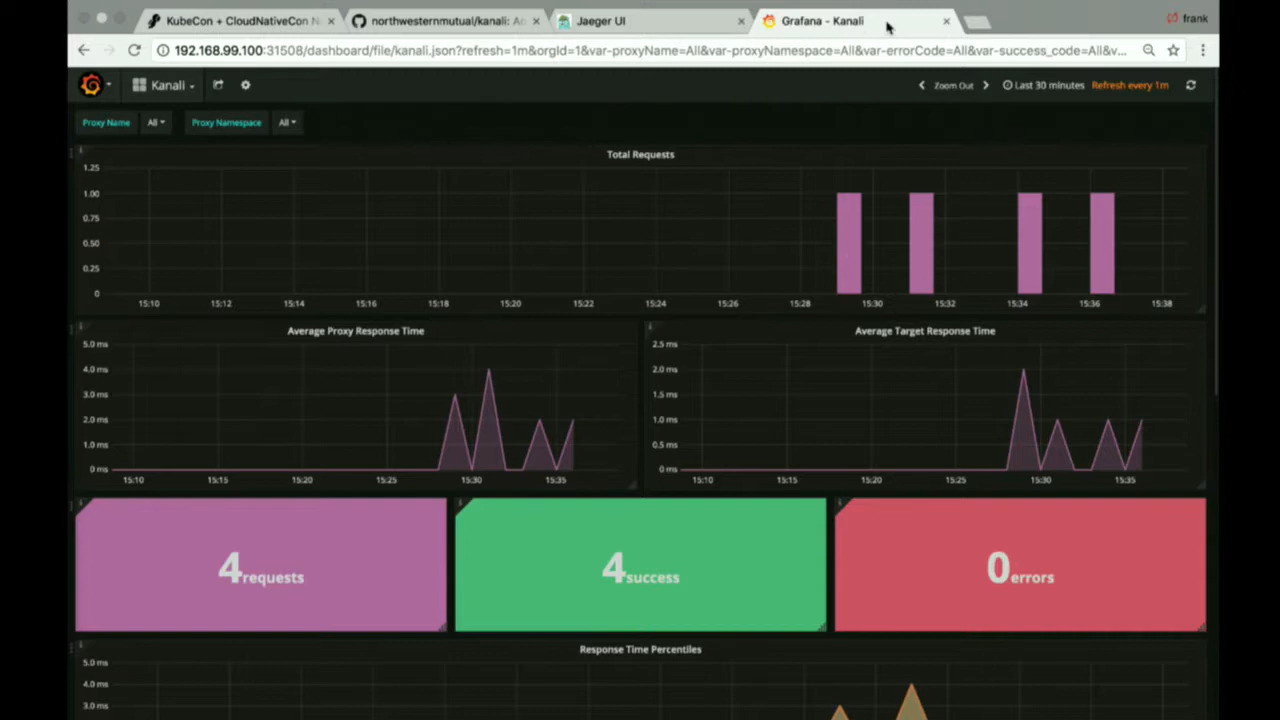 KubeCon + CloudNativeCon N
northwesternmutual/kanali: An
Jaeger UI
Grafana - Kanali
frank
192.168.99.100:31508/dashboard/file/kanali.json?refresh=1m&orgId=1&var-proxyName=All&var-proxyNamespace=All&var-errorCode=All&var-success_code=All&v...
Kanali
Zoom Out
Last 30 minutes
Refresh every 1m
Proxy Name
All
Proxy Namespace
All
Total Requests
1.25
1.00
0.75
0.50
0.25
0
15:10 15:12 15:14 15:16 15:18 15:20 15:22 15:24 15:26 15:28 15:30 15:32 15:34 15:36 15:38
Average Proxy Response Time
5.0 ms
4.0 ms
3.0 ms
2.0 ms
1.0 ms
0 ms
15:10 15:15 15:20 15:25 15:30 15:35
Average Target Response Time
2.5 ms
2.0 ms
1.5 ms
1.0 ms
0.5 ms
0 ms
15:10 15:15 15:20 15:25 15:30 15:35
4 requests
4 success
0 errors
Response Time Percentiles
5.0 ms
4.0 ms
3.0 ms